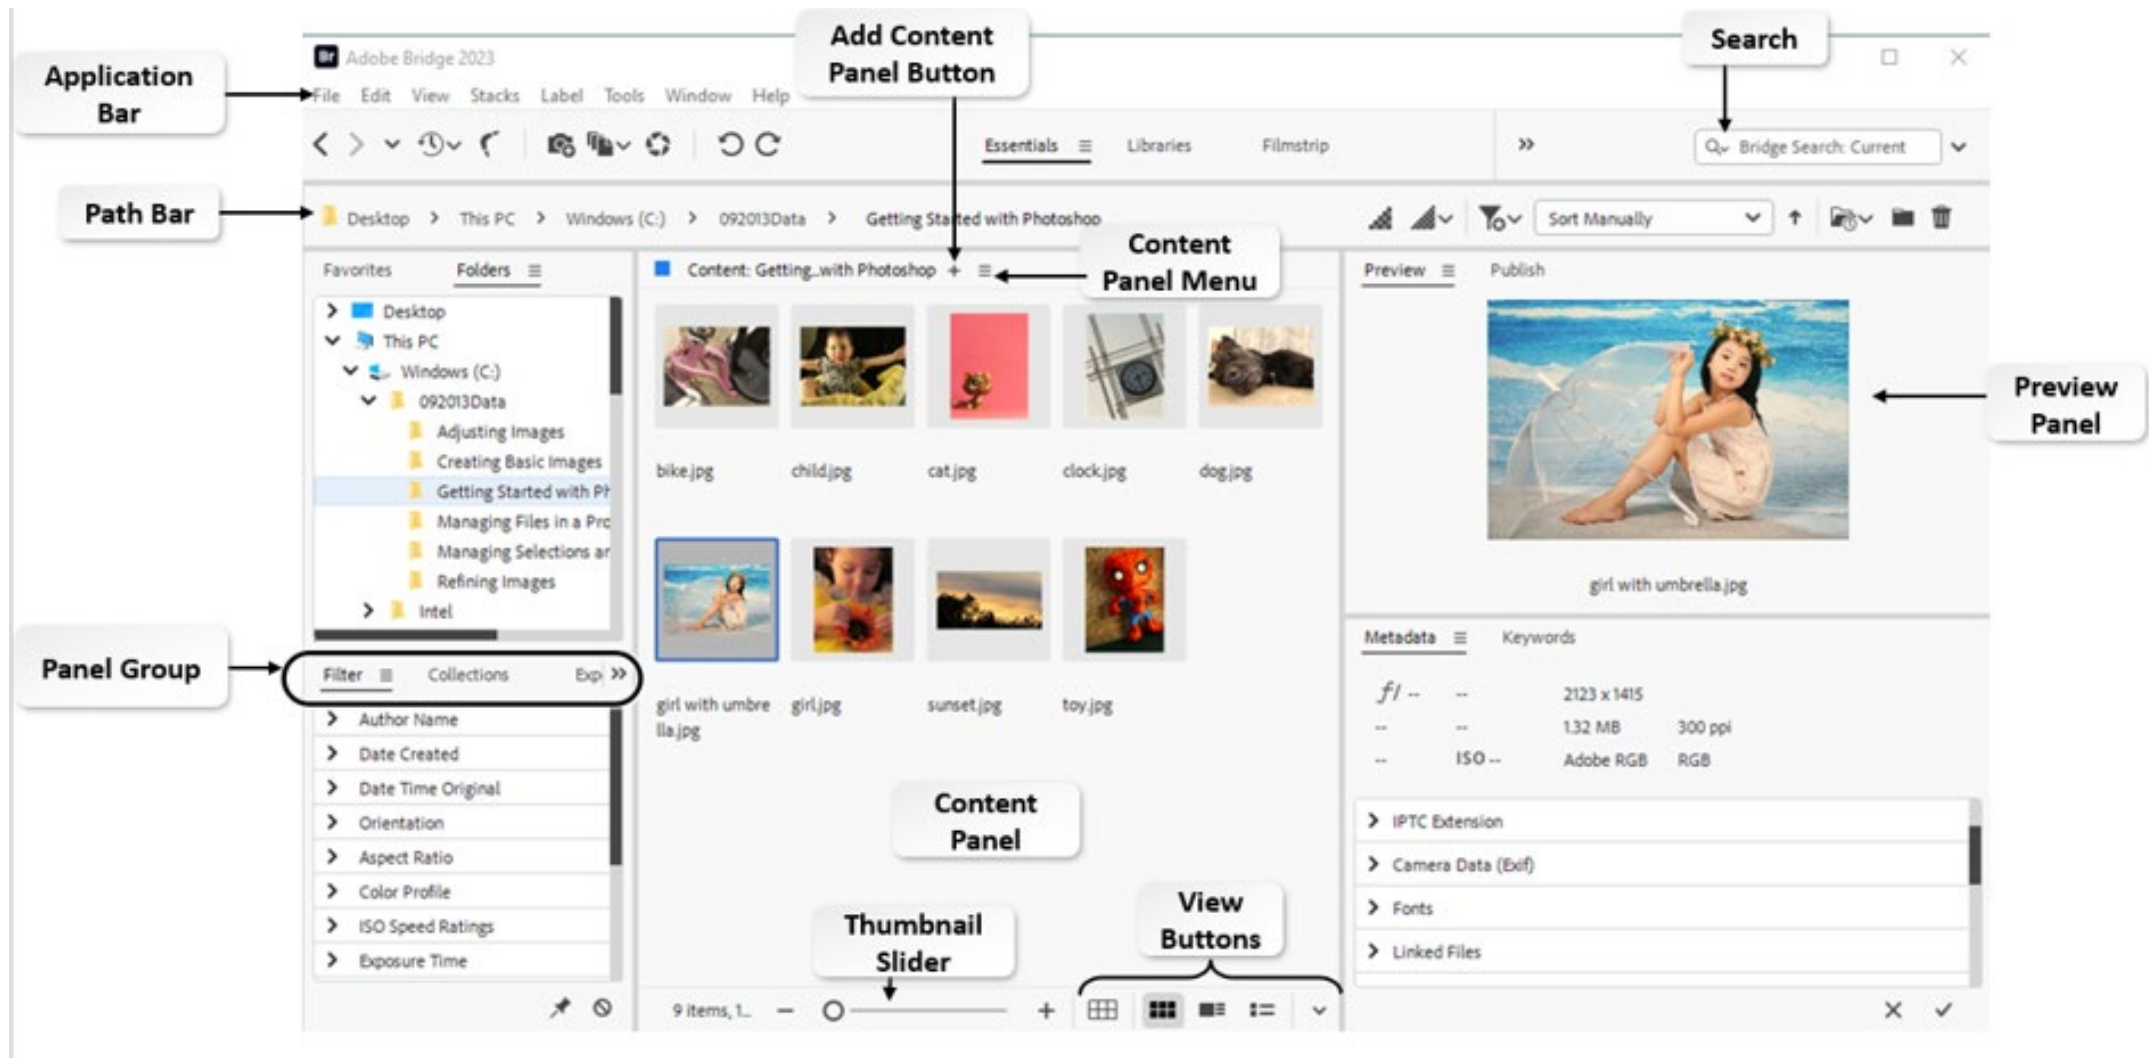 Add Content
Panel Button
Search
Application
Bar
Br Adobe Bridge 2023
File Edit View Stacks Label Tools Window Help
Essentials Libraries Filmstrip
Bridge Search: Current
Path Bar
Desktop > This PC > Windows (C:) > 092013Data > Getting Started with Photoshop
Sort Manually
Content
Panel Menu
Favorites Folders
Desktop
This PC
Windows (C:)
092013Data
Adjusting Images
Creating Basic Images
Getting Started with Ph
Managing Files in a Pro
Managing Selections ar
Refining Images
Intel
Panel Group
Filter Collections Exp
Author Name
Date Created
Date Time Original
Orientation
Aspect Ratio
Color Profile
ISO Speed Ratings
Exposure Time
Content: Getting...with Photoshop +
bike.jpg child.jpg cat.jpg clock.jpg dog.jpg
girl with umbre girl.jpg sunset.jpg toy.jpg
lla.jpg
Content
Panel
Thumbnail
Slider
View
Buttons
9 items, 1...
Preview Publish
Preview
Panel
girl with umbrella.jpg
Metadata Keywords
f/ -- -- 2123 x 1415
-- -- 1.32 MB 300 ppi
-- ISO -- Adobe RGB RGB
IPTC Extension
Camera Data (Exif)
Fonts
Linked Files